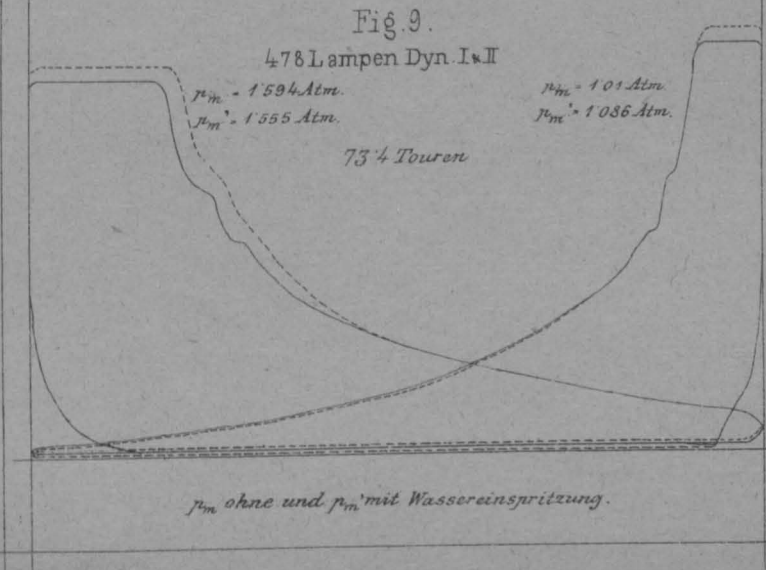 Fig. 9.
478 Lampen Dyn. I & II
pm = 1·594 Atm.
pm' = 1·555 Atm.
pm = 1·01 Atm.
pm' = 1·086 Atm.
73·4 Touren
pm ohne und pm' mit Wassereinspritzung.